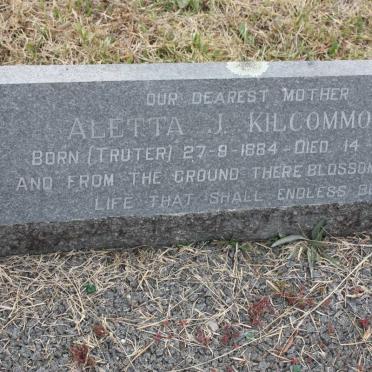 OUR DEAREST MOTHER
ALETTA J. KILCOMMO
BORN (TRUTER) 27-9-1884 - DIED 14
AND FROM THE GROUND THERE BLOSSOM
LIFE THAT SHALL ENDLESS B